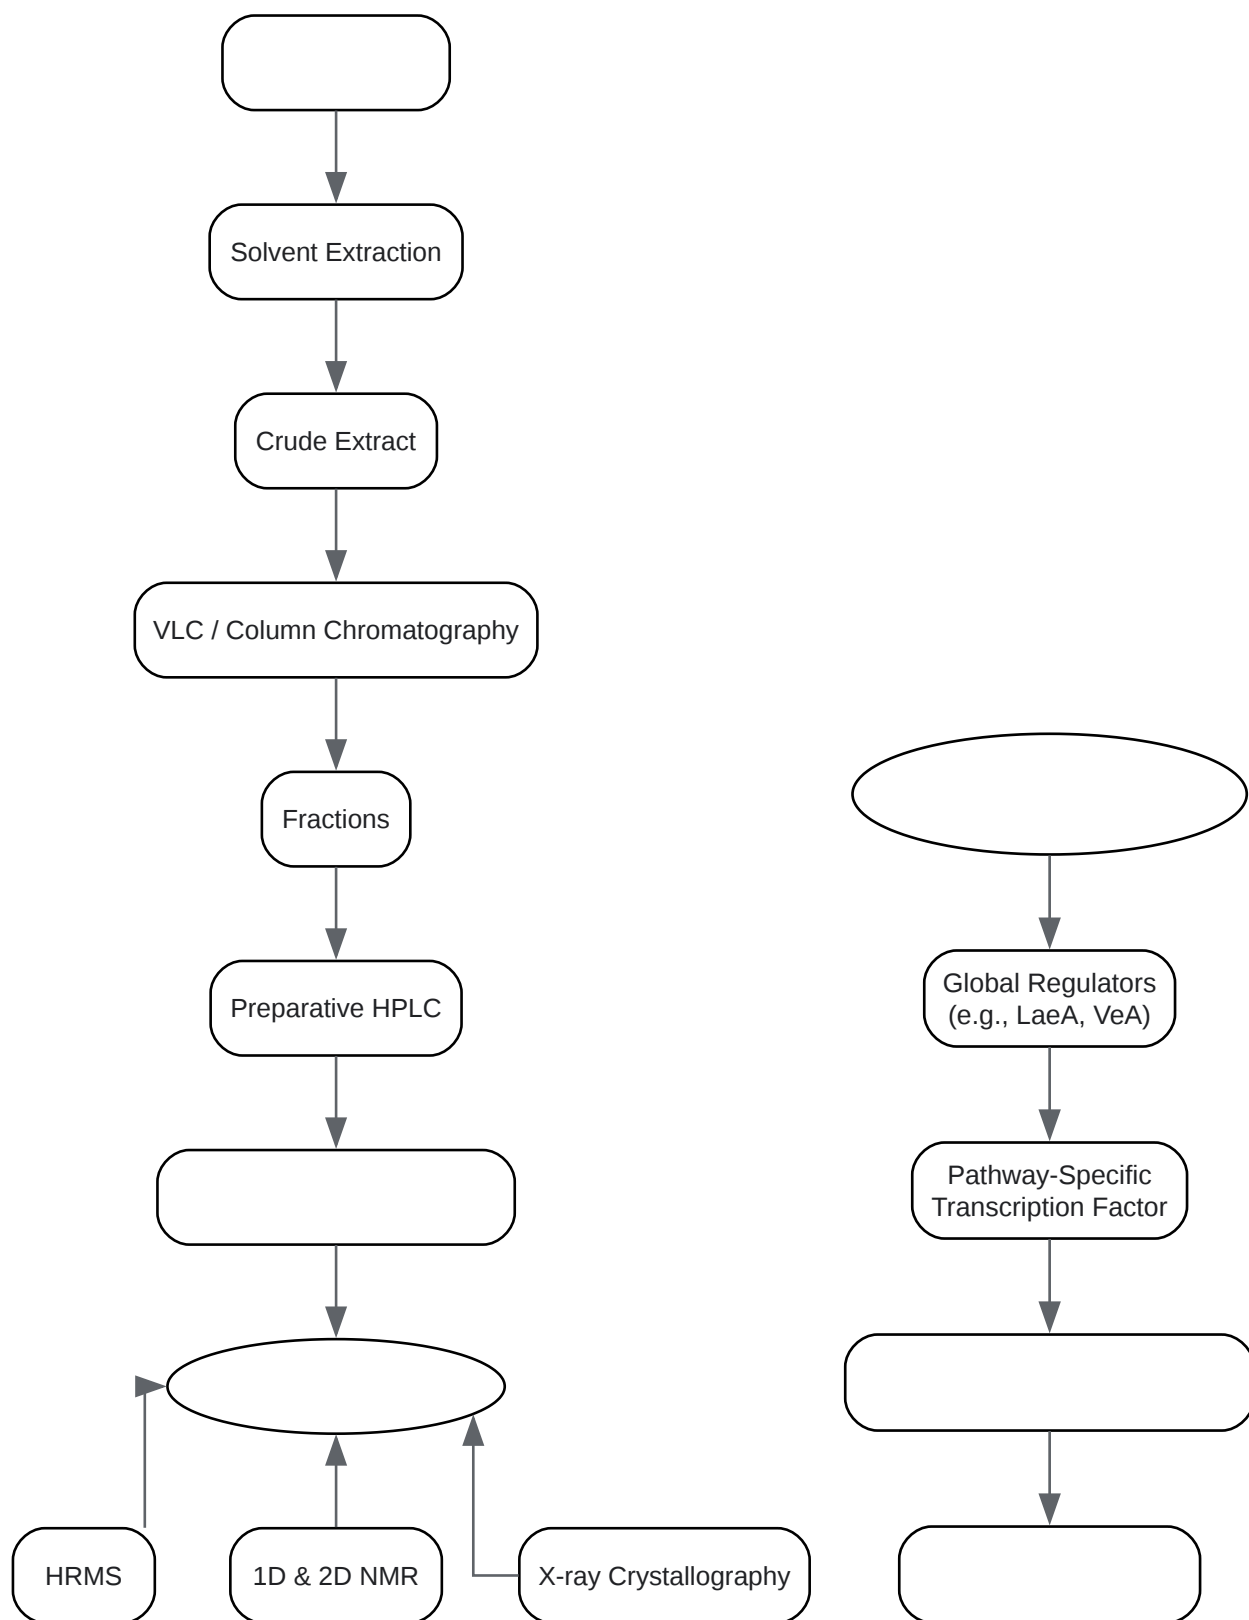 Solvent Extraction
Crude Extract
VLC / Column Chromatography
Fractions
Preparative HPLC
HRMS
1D & 2D NMR
X-ray Crystallography
Global Regulators
(e.g., LaeA, VeA)
Pathway-Specific
Transcription Factor